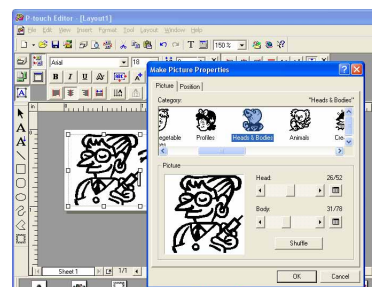 P-touch Editor - [Layout1]
File Edit View Insert Format Tool Layout Window Help
150%
Arial
18
Make Picture Properties
Picture Position
Category:
"Heads & Bodies"
Profiles
Heads & Bodies
Animals
Picture
Head:
26/52
Body:
31/78
Shuffle
Sheet 1
1/1
OK
Cancel